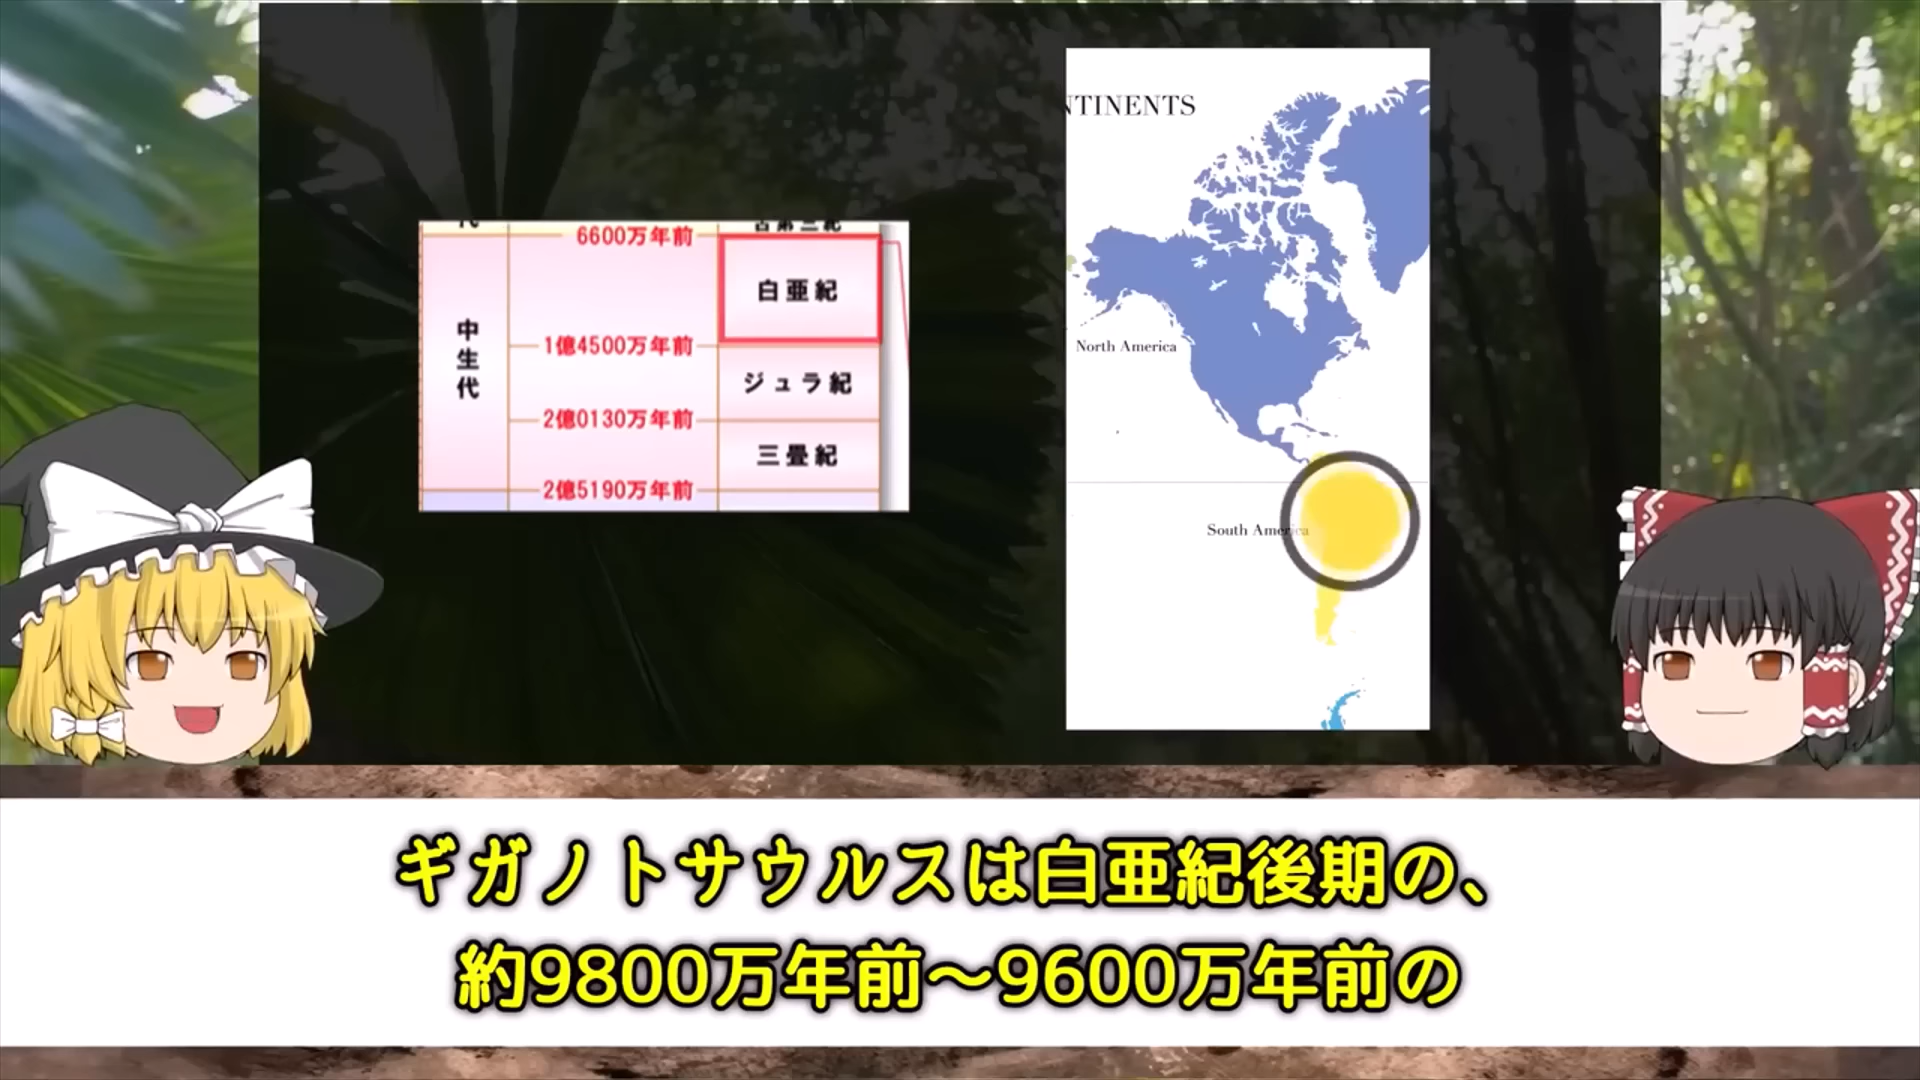 6600万年前
白亜紀
中生代
1億4500万年前
ジュラ紀
2億0130万年前
三畳紀
2億5190万年前
NTINENTS
North America
South America
ギガノトサウルスは白亜紀後期の、
約9800万年前～9600万年前の